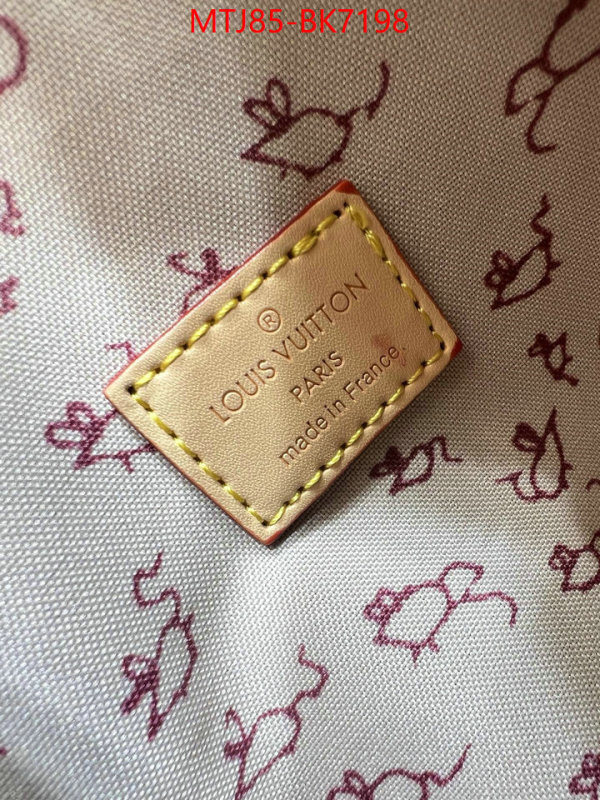 MTJ85-BK7198
®
LOUIS VUITTON
PARIS
made in France.